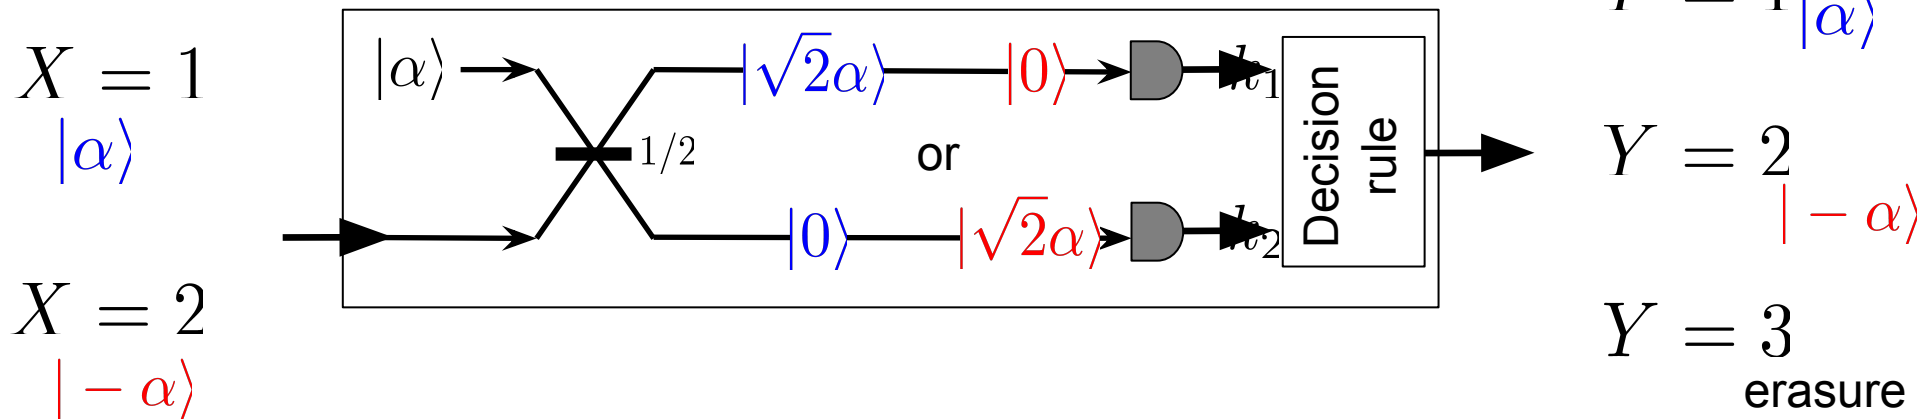 X = 1
|α⟩
X = 2
|− α⟩
|α⟩
1/2
|√2α⟩
|0⟩
or
|0⟩
|√2α⟩
Decision
rule
|α⟩
Y = 2
|− α⟩
Y = 3
erasure